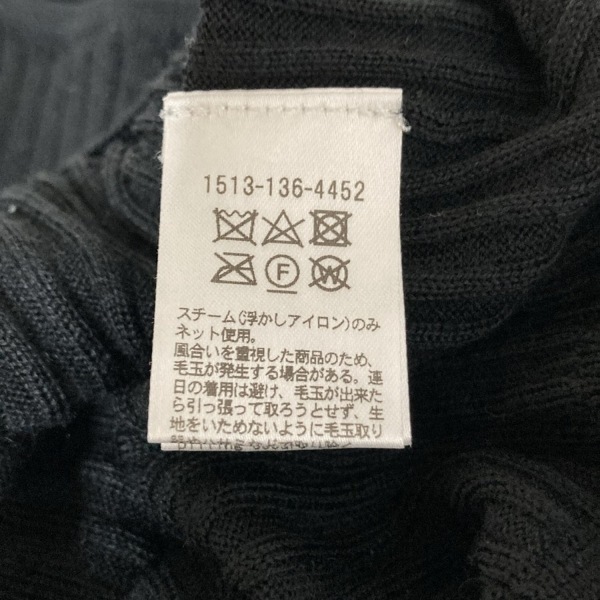 1513-136-4452
F
W
スチーム(浮かしアイロン)のみ
ネット使用。
風合いを重視した商品のため、
毛玉が発生する場合がある。連
日の着用は避け、毛玉が出来た
ら引っ張って取ろうとせず、生
地をいためないように毛玉取り